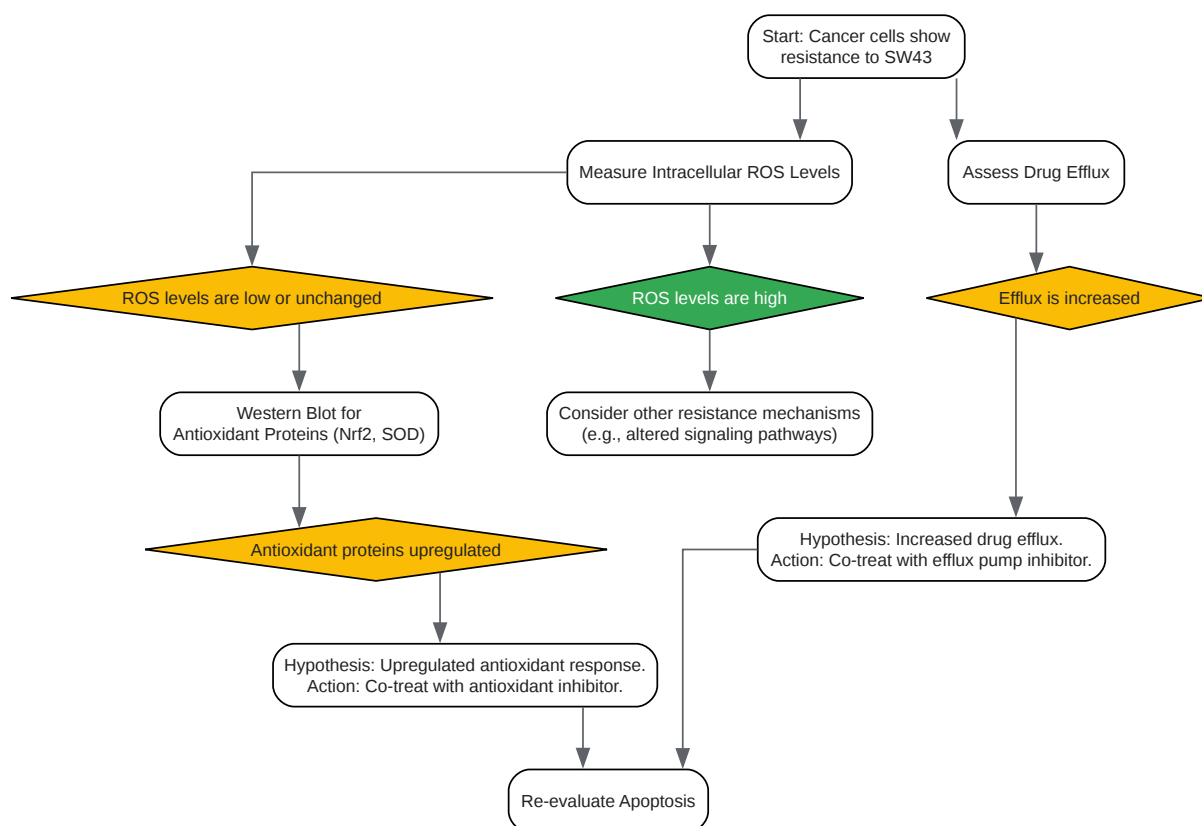 Start: Cancer cells show
resistance to SW43
Measure Intracellular ROS Levels
Assess Drug Efflux
ROS levels are low or unchanged
ROS levels are high
Efflux is increased
Western Blot for
Antioxidant Proteins (Nrf2, SOD)
Consider other resistance mechanisms
(e.g., altered signaling pathways)
Antioxidant proteins upregulated
Hypothesis: Increased drug efflux.
Action: Co-treat with efflux pump inhibitor.
Hypothesis: Upregulated antioxidant response.
Action: Co-treat with antioxidant inhibitor.
Re-evaluate Apoptosis